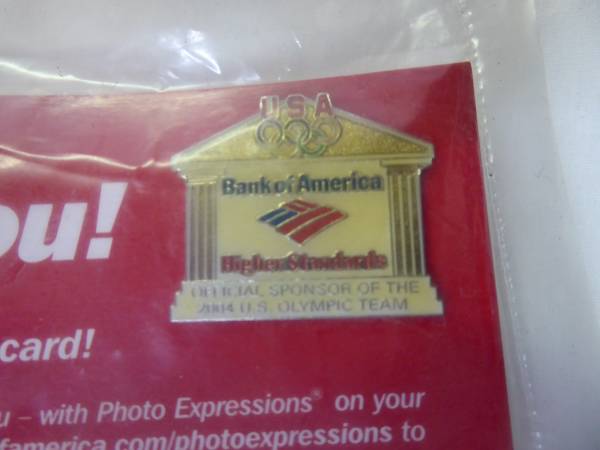 USA
Bank of America
Higher Standards
OFFICIAL SPONSOR OF THE
2004 U.S. OLYMPIC TEAM
ou!
card!
u – with Photo Expressions® on your
famerica.com/photoexpressions to